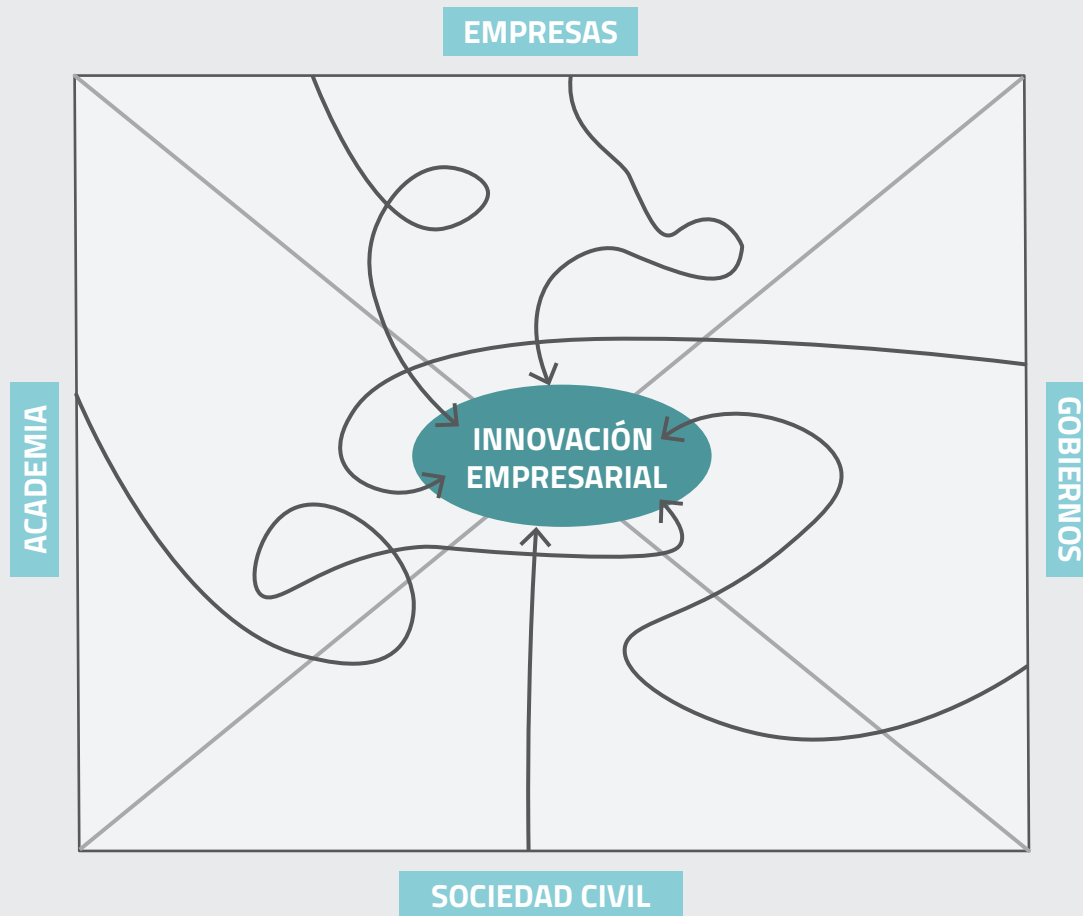 EMPRESAS
ACADEMIA
INNOVACIÓN
EMPRESARIAL
GOBIERNOS
SOCIEDAD CIVIL